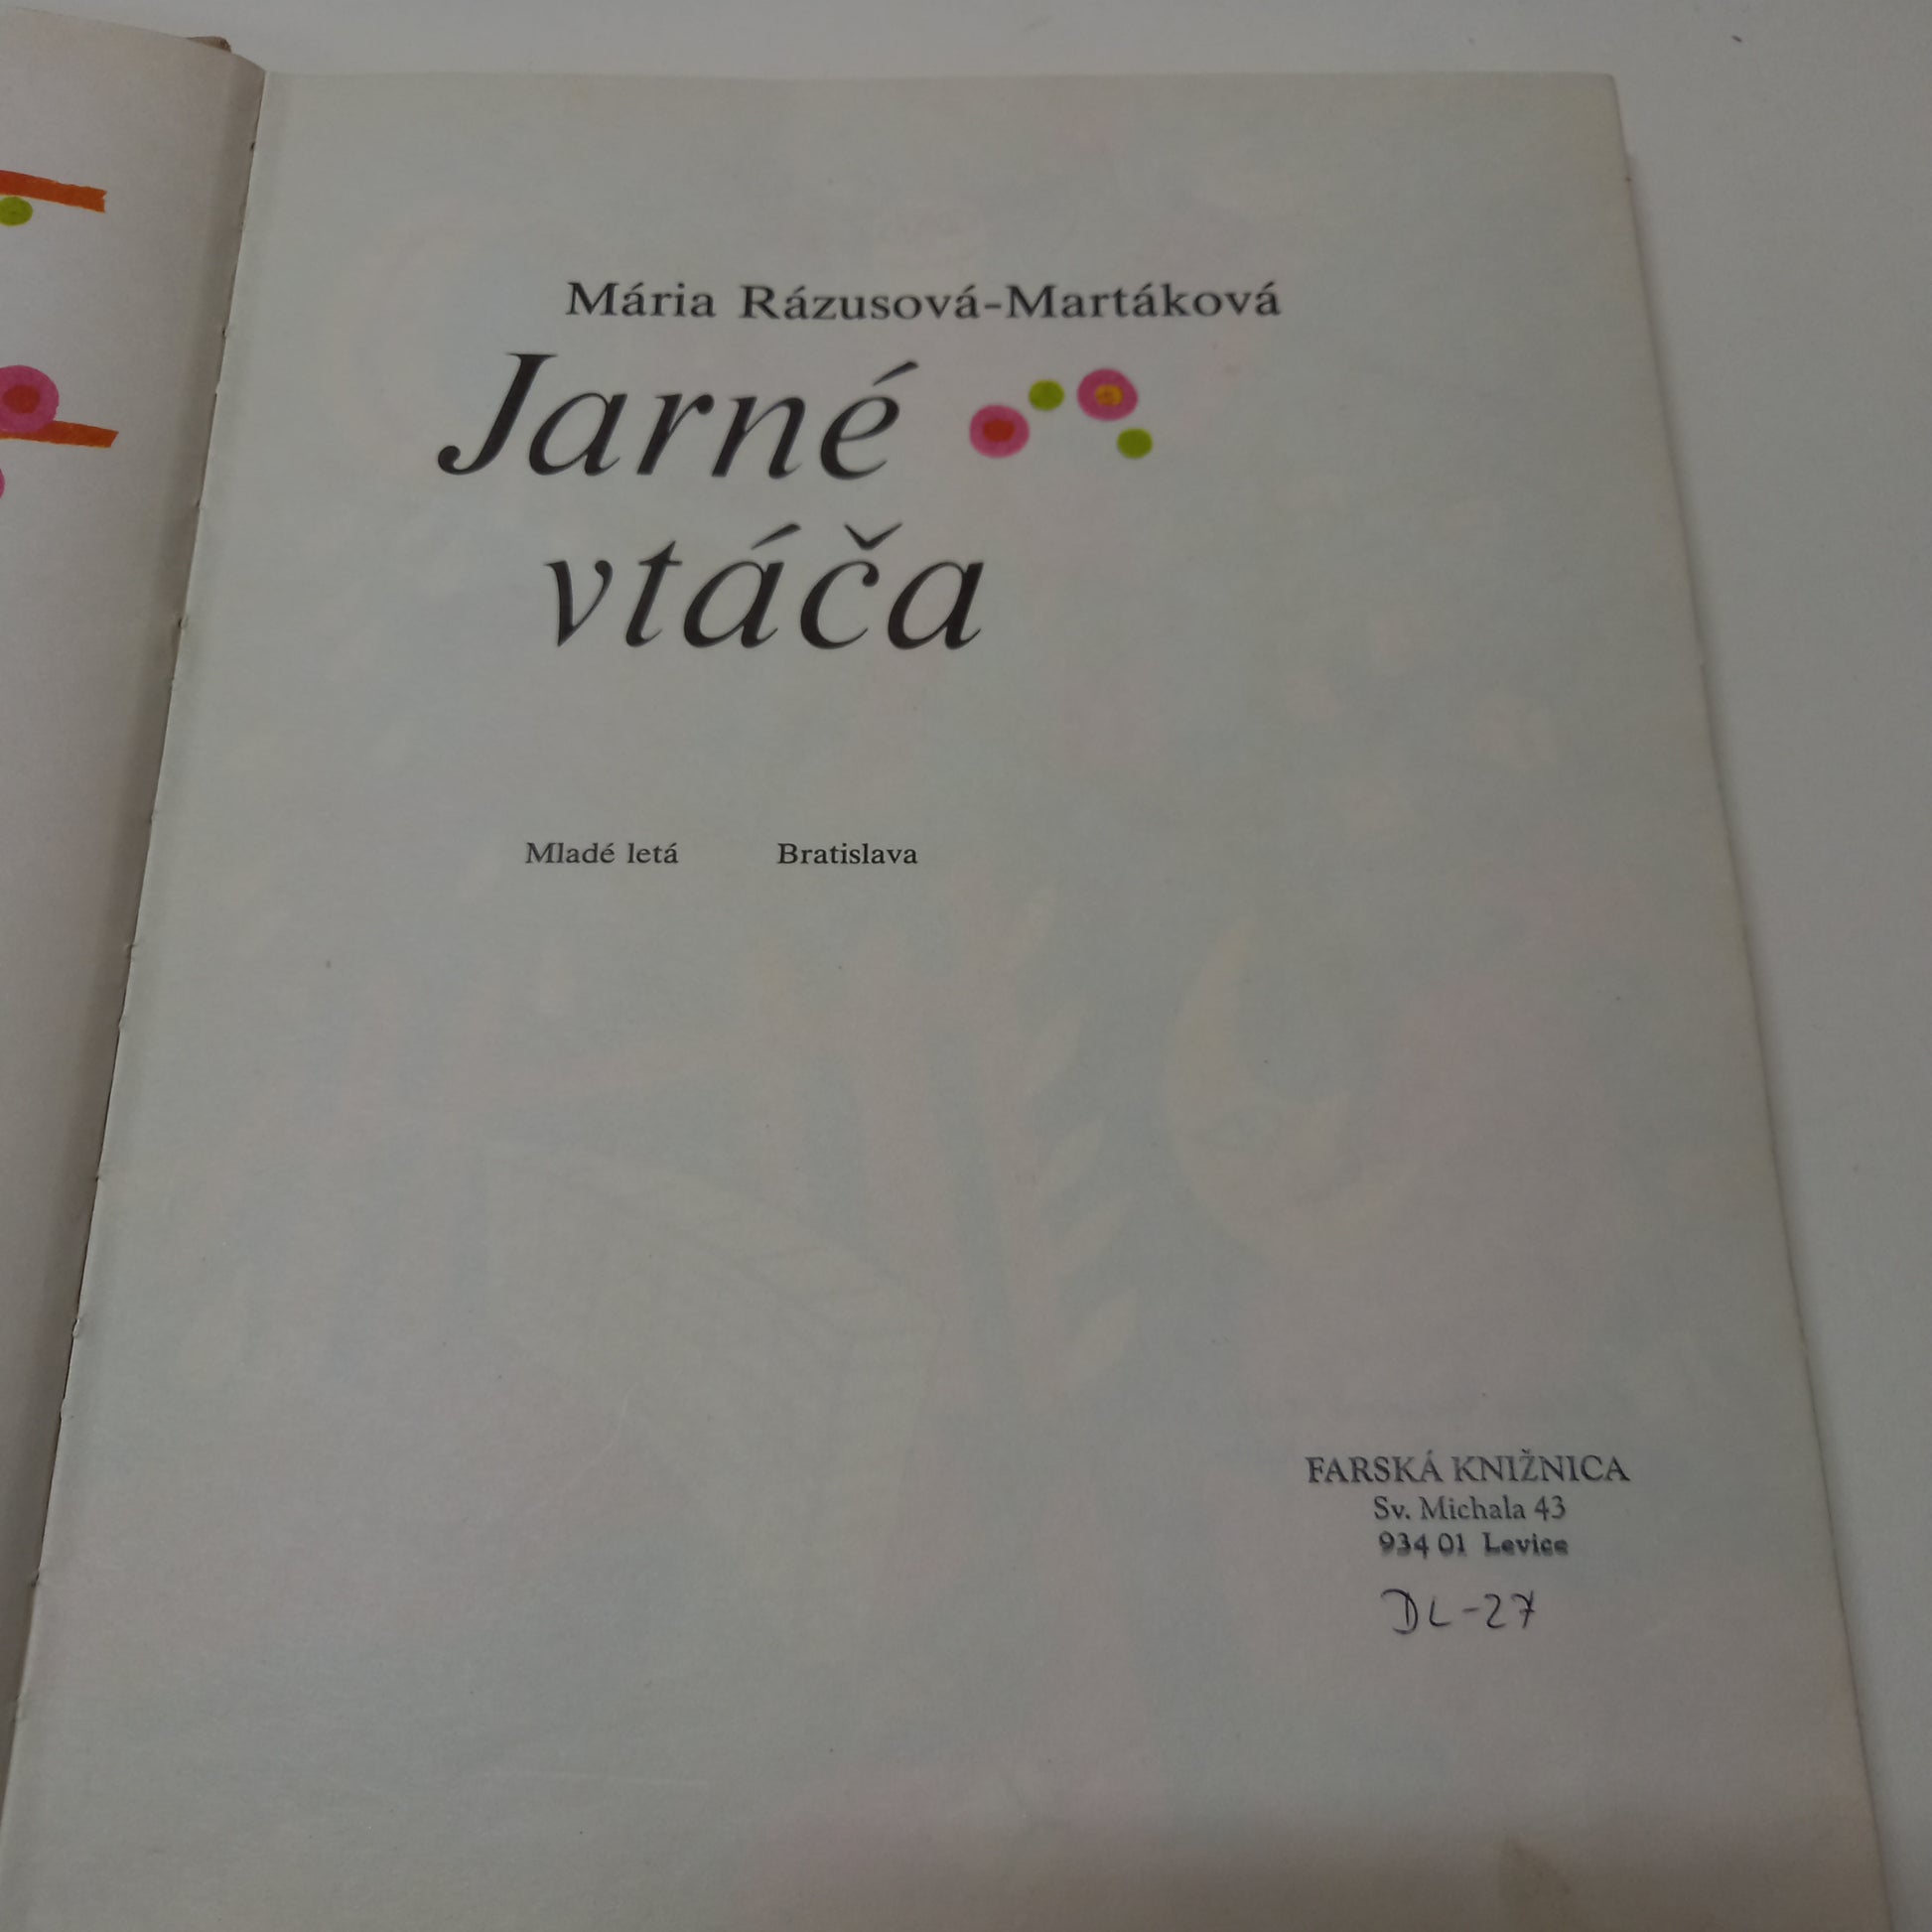 Mária Rázusová-Martáková
Jarné
vtáča
Mladé letá Bratislava
FARSKÁ KNIŽNICA
Sv. Michala 43
934 01 Levice
DL-27